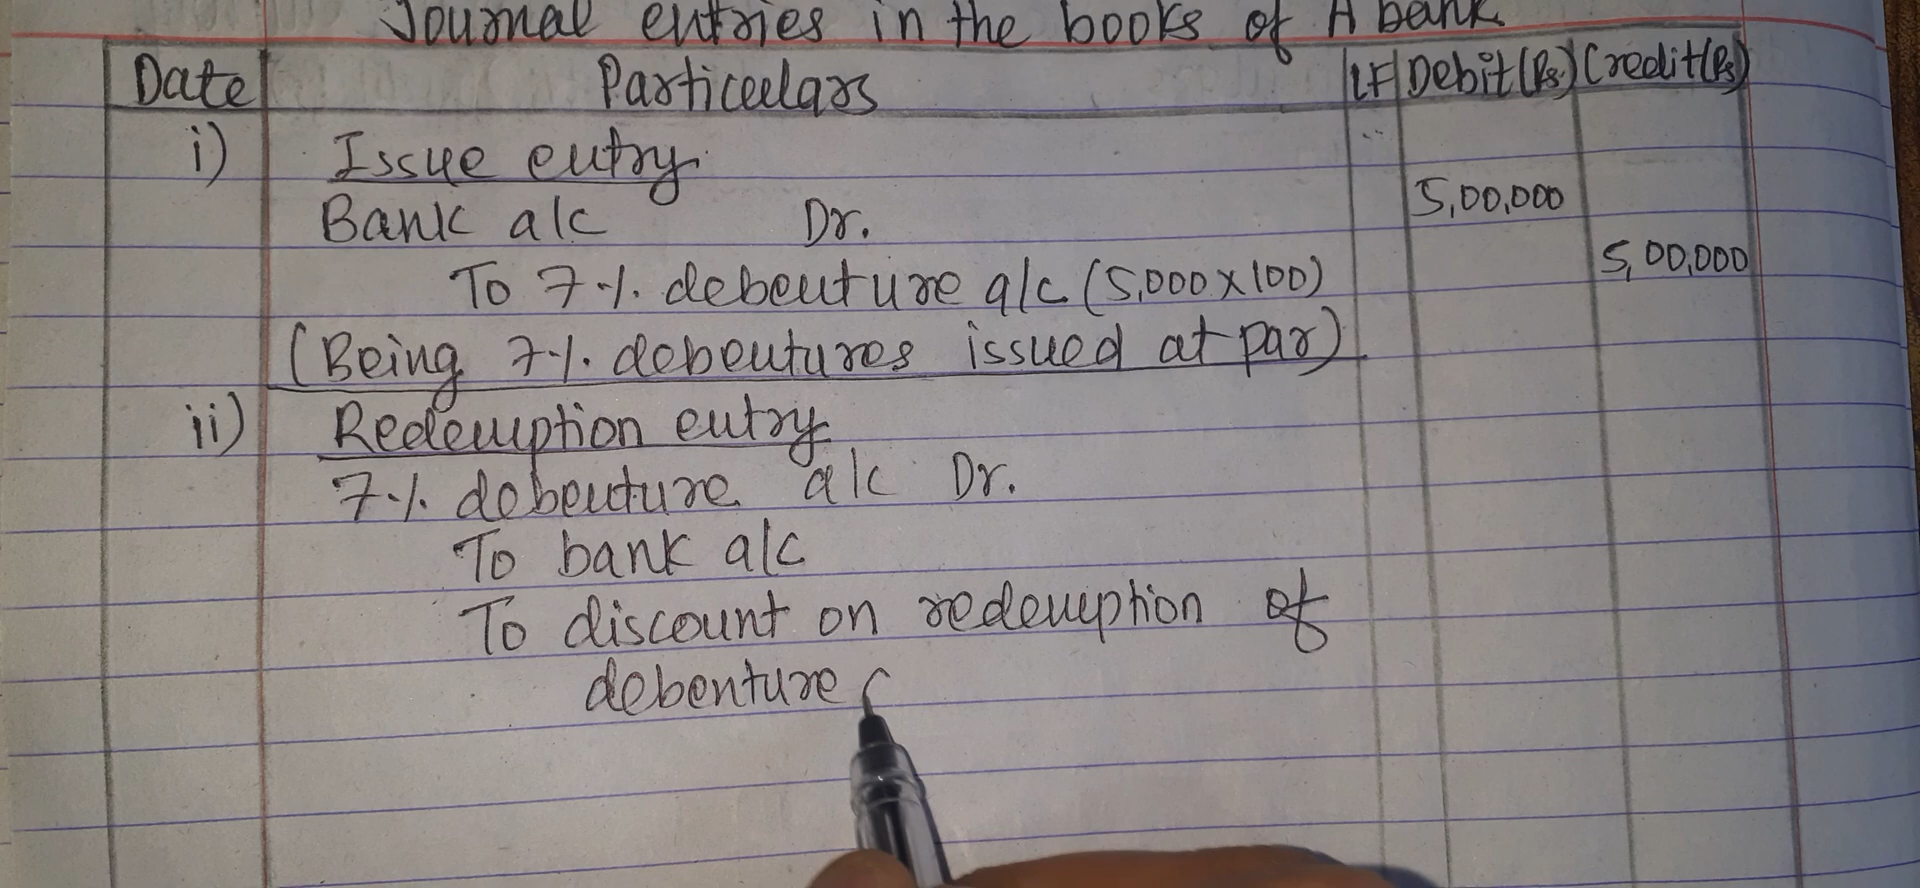 Journal entries in the books of A bank
Date Particulars LF Debit(Rs.) Credit(Rs)
i) Issue entry
Bank a/c Dr. 5,00,000
To 7% debenture a/c (5,000x100) 5,00,000
(Being 7% debentures issued at par)
ii) Redemption entry
7% debenture a/c Dr.
To bank a/c
To discount on redemption of
debenture (